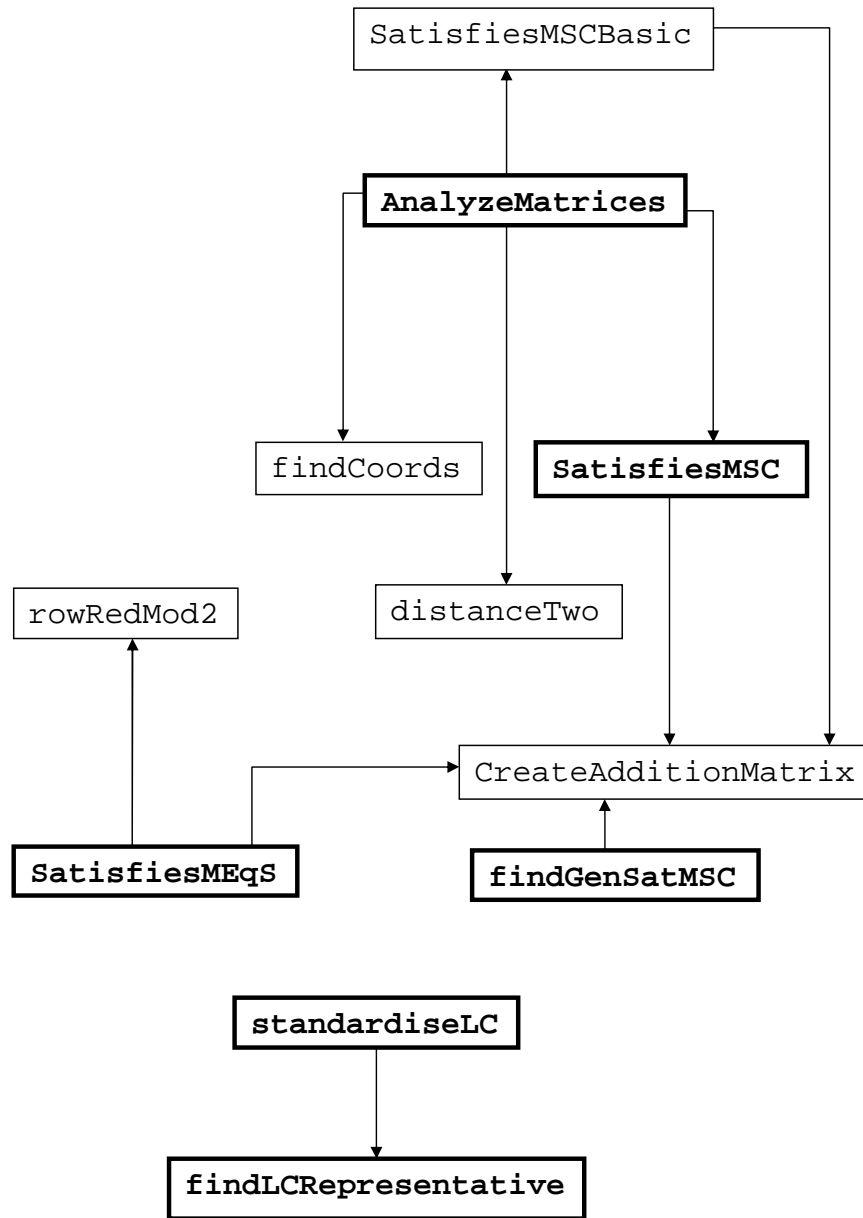 SatisfiesMSCBasic
AnalyzeMatrices
findCoords
SatisfiesMSC
rowRedMod2
distanceTwo
CreateAdditionMatrix
SatisfiesMEqS
findGenSatMSC
standardiseLC
findLCRepresentative